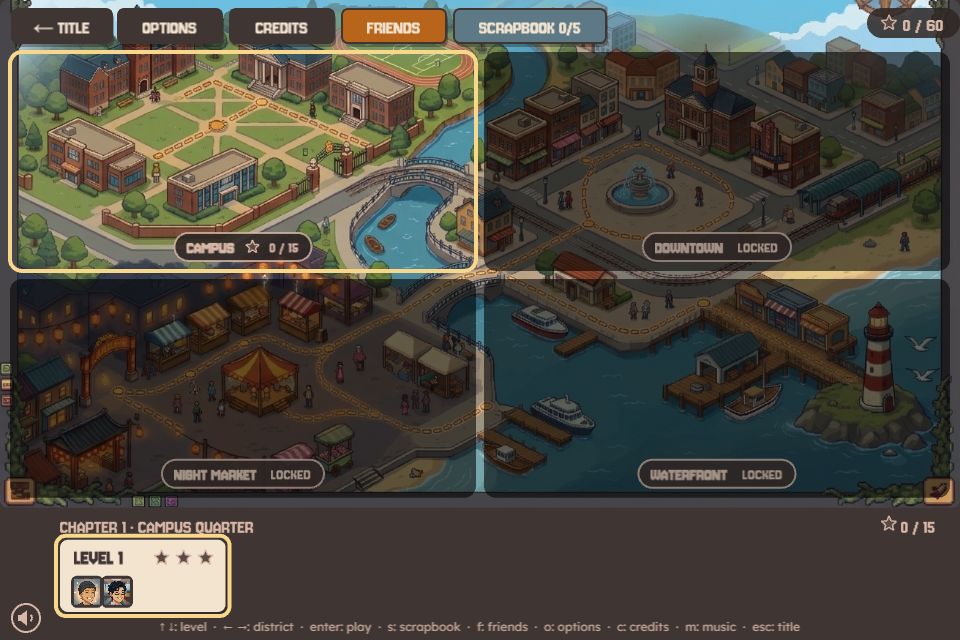 ← TITLE
OPTIONS
CREDITS
FRIENDS
SCRAPBOOK 0/5
0 / 60
CAMPUS 0 / 15
DOWNTOWN LOCKED
NIGHT MARKET LOCKED
WATERFRONT LOCKED
CHAPTER 1 · CAMPUS QUARTER
0 / 15
LEVEL 1
↑ ↓: level · ← →: district · enter: play · s: scrapbook · f: friends · o: options · c: credits · m: music · esc: title